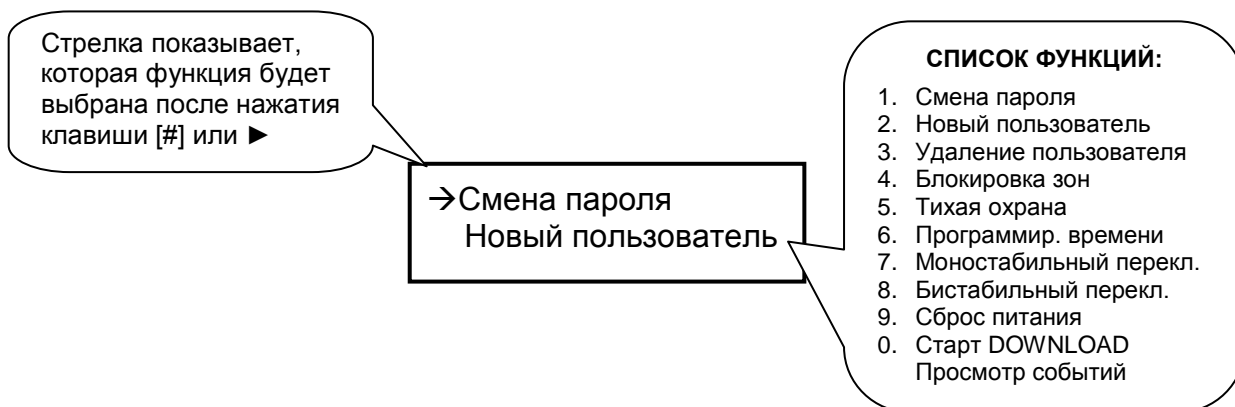 Стрелка показывает,
которая функция будет
выбрана после нажатия
клавиши [#] или ►
→Смена пароля
Новый пользователь
СПИСОК ФУНКЦИЙ:
1. Смена пароля
2. Новый пользователь
3. Удаление пользователя
4. Блокировка зон
5. Тихая охрана
6. Программир. времени
7. Моностабильный перекл.
8. Бистабильный перекл.
9. Сброс питания
0. Старт DOWNLOAD
Просмотр событий